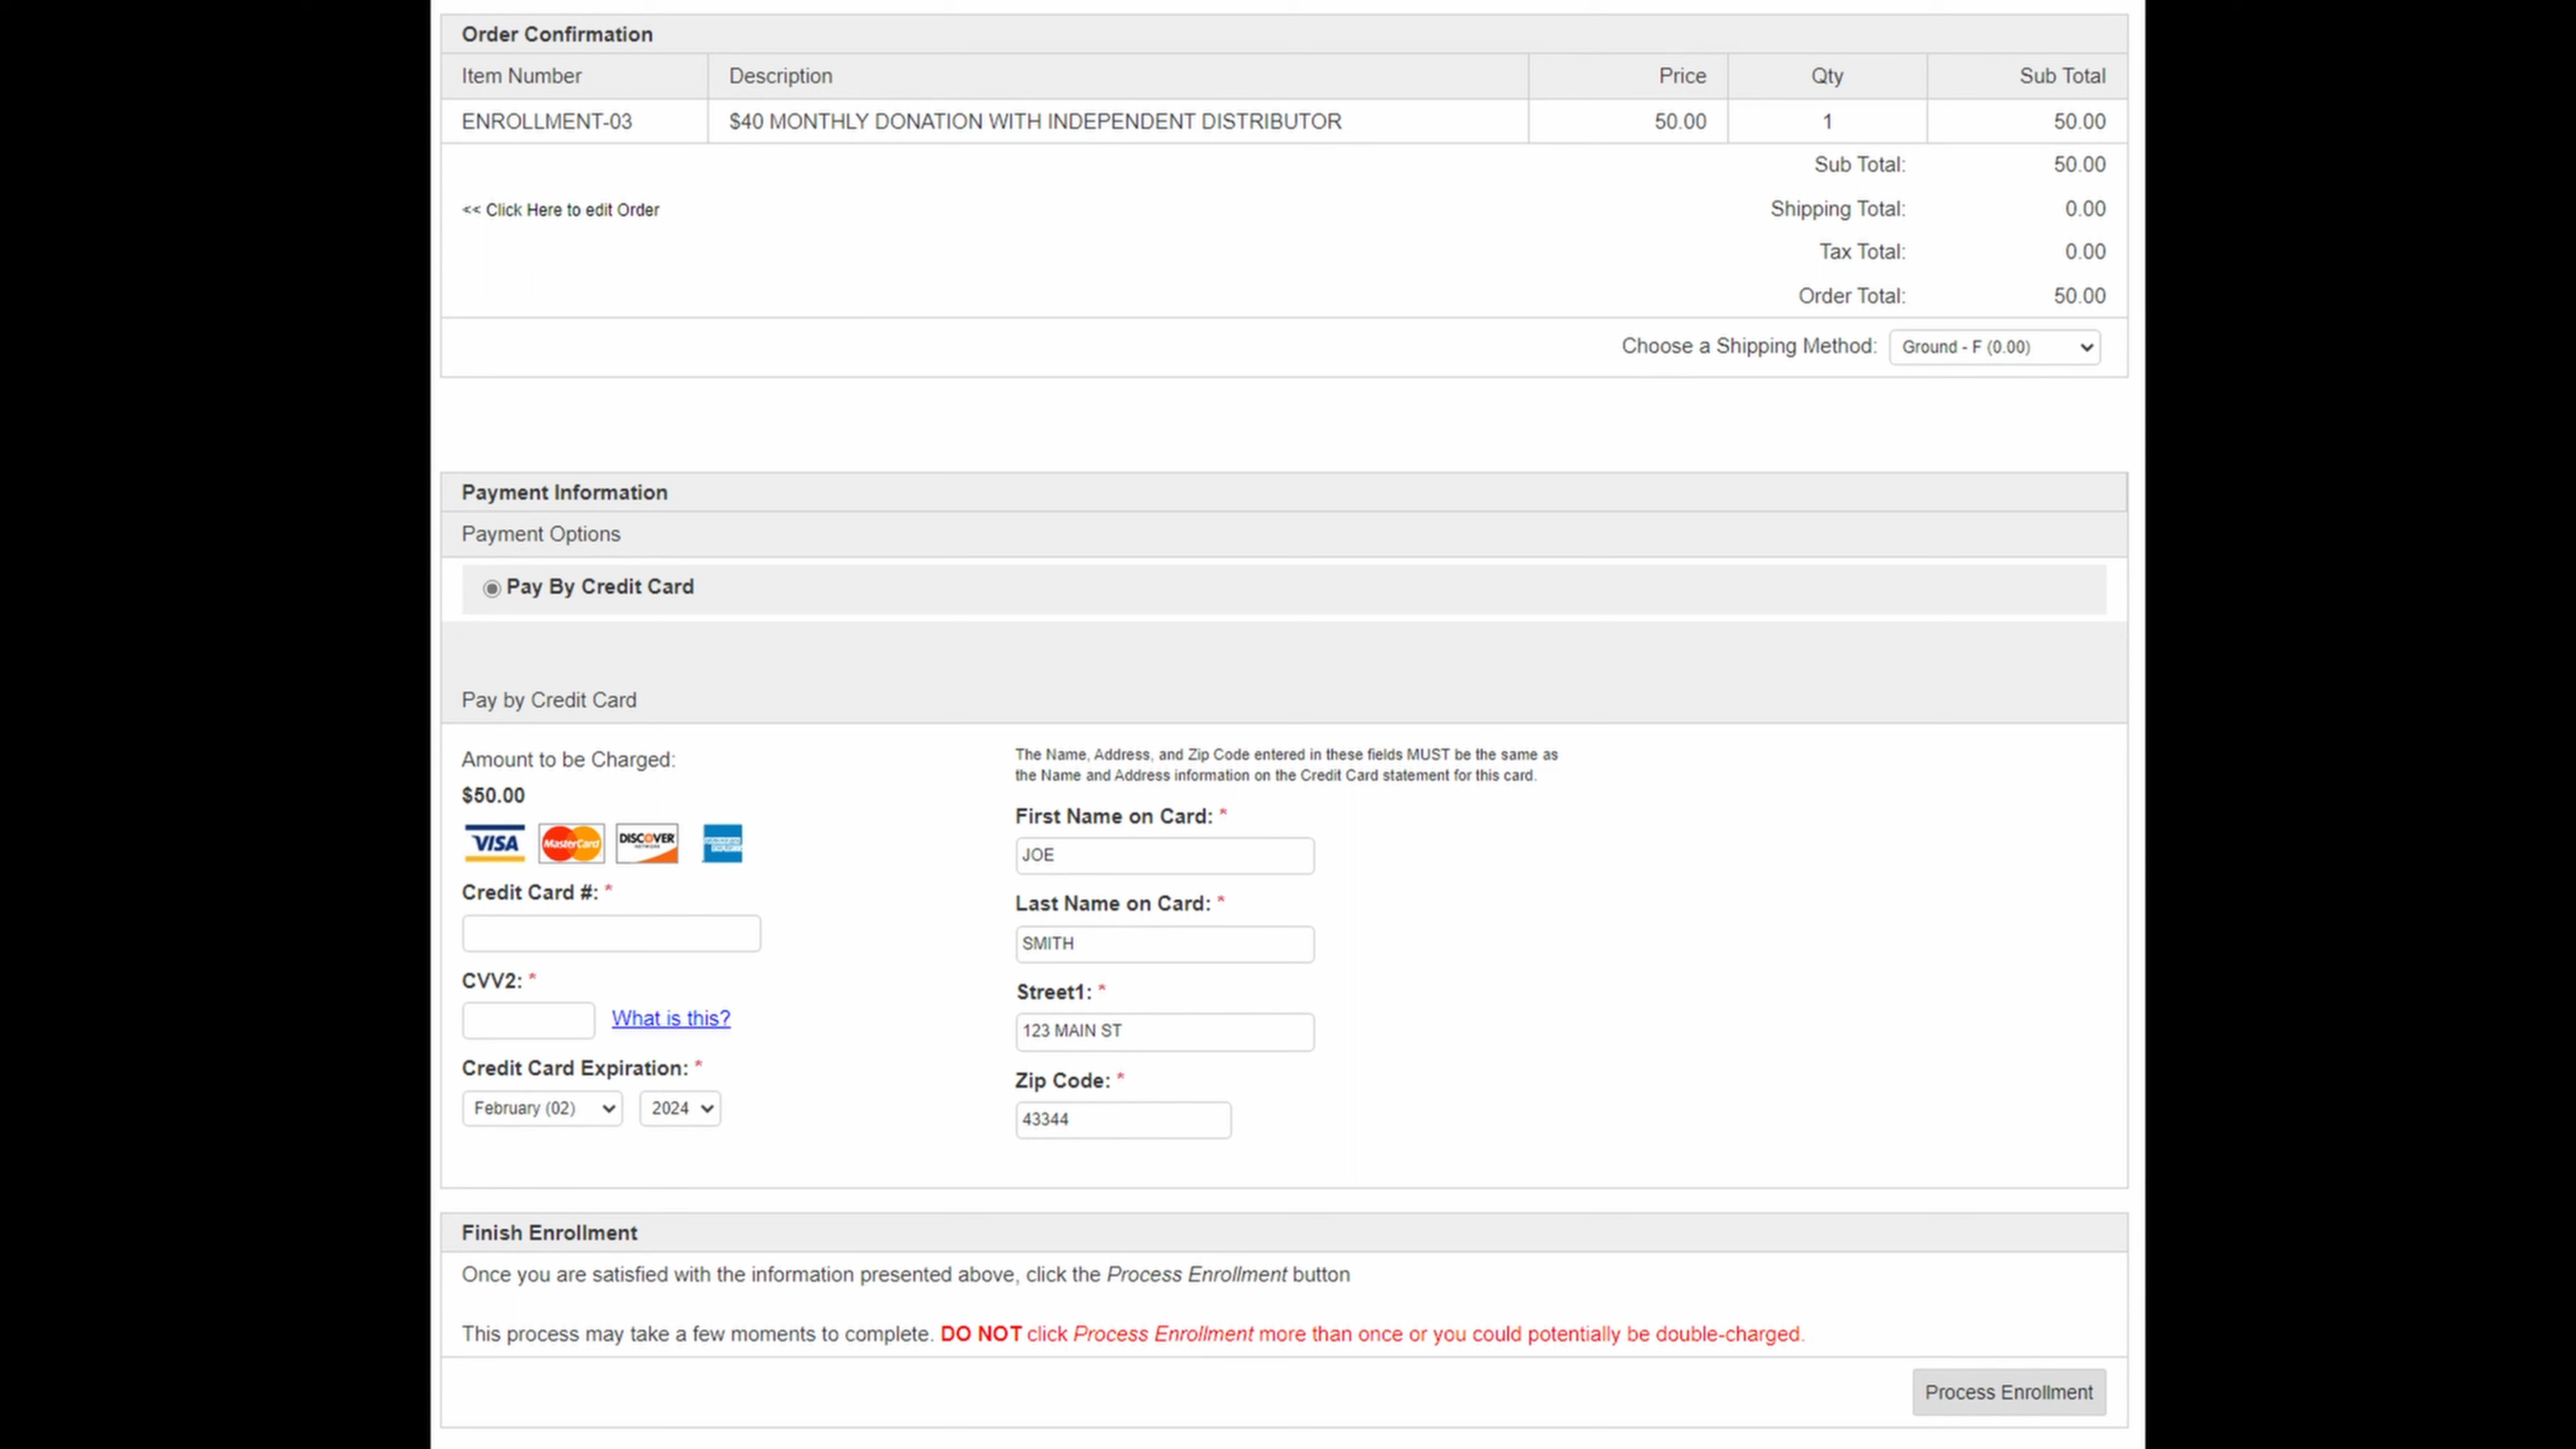 Order Confirmation
Item Number Description Price Qty Sub Total
ENROLLMENT-03 $40 MONTHLY DONATION WITH INDEPENDENT DISTRIBUTOR 50.00 1 50.00
Sub Total: 50.00
<< Click Here to edit Order
Shipping Total: 0.00
Tax Total: 0.00
Order Total: 50.00
Choose a Shipping Method: Ground - F (0.00)
Payment Information
Payment Options
Pay By Credit Card
Pay by Credit Card
Amount to be Charged:
$50.00
VISA MasterCard DISCOVER NETWORK AMERICAN EXPRESS
Credit Card #: *
CVV2: *
What is this?
Credit Card Expiration: *
February (02) 2024
The Name, Address, and Zip Code entered in these fields MUST be the same as
the Name and Address information on the Credit Card statement for this card.
First Name on Card: *
JOE
Last Name on Card: *
SMITH
Street1: *
123 MAIN ST
Zip Code: *
43344
Finish Enrollment
Once you are satisfied with the information presented above, click the Process Enrollment button
This process may take a few moments to complete. DO NOT click Process Enrollment more than once or you could potentially be double-charged.
Process Enrollment